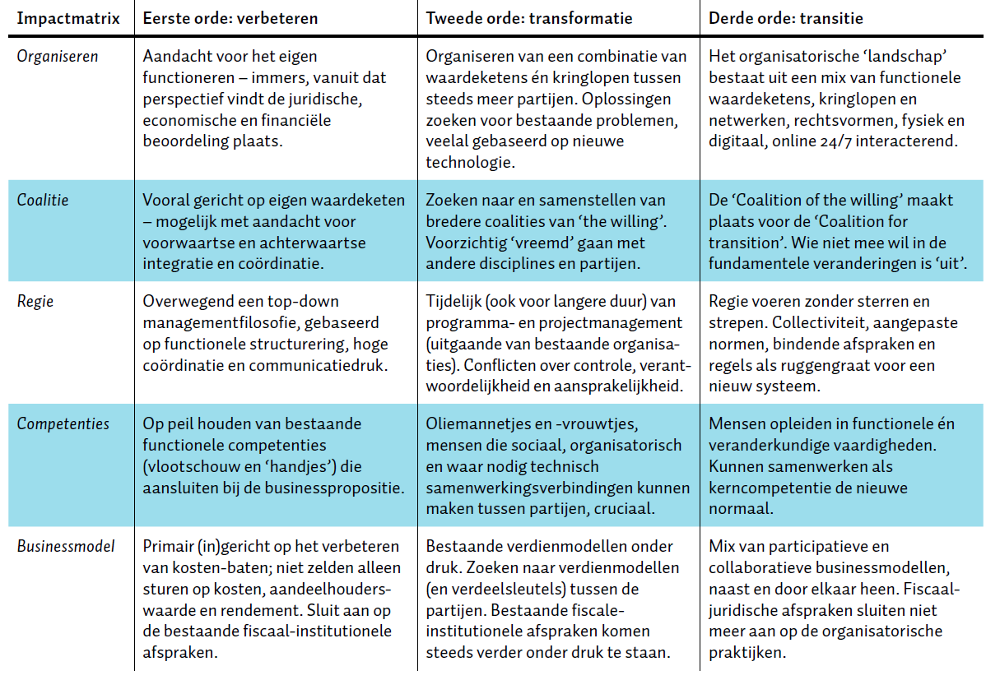 Impactmatrix
Eerste orde: verbeteren
Tweede orde: transformatie
Derde orde: transitie
Organiseren
Aandacht voor het eigen
functioneren – immers, vanuit dat
perspectief vindt de juridische,
economische en financiële
beoordeling plaats.
Organiseren van een combinatie van
waardeketens én kringlopen tussen
steeds meer partijen. Oplossingen
zoeken voor bestaande problemen,
veelal gebaseerd op nieuwe
technologie.
Het organisatorische ‘landschap’
bestaat uit een mix van functionele
waardeketens, kringlopen en
netwerken, rechtsvormen, fysiek en
digitaal, online 24/7 interacterend.
Coalitie
Vooral gericht op eigen waardeketen
– mogelijk met aandacht voor
voorwaartse en achterwaartse
integratie en coördinatie.
Zoeken naar en samenstellen van
bredere coalities van ‘the willing’.
Voorzichtig ‘vreemd’ gaan met
andere disciplines en partijen.
De ‘Coalition of the willing’ maakt
plaats voor de ‘Coalition for
transition’. Wie niet mee wil in de
fundamentele veranderingen is ‘uit’.
Regie
Overwegend een top-down
managementfilosofie, gebaseerd
op functionele structurering, hoge
coördinatie en communicatiedruk.
Tijdelijk (ook voor langere duur) van
programma- en projectmanagement
(uitgaande van bestaande organisa-
ties). Conflicten over controle, verant-
woordelijkheid en aansprakelijkheid.
Regie voeren zonder sterren en
strepen. Collectiviteit, aangepaste
normen, bindende afspraken en
regels als ruggengraat voor een
nieuw systeem.
Competenties
Op peil houden van bestaande
functionele competenties
(vlootschouw en ‘handjes’) die
aansluiten bij de businesspropositie.
Oliemannetjes en -vrouwtjes,
mensen die sociaal, organisatorisch
en waar nodig technisch
samenwerkingsverbindingen kunnen
maken tussen partijen, cruciaal.
Mensen opleiden in functionele én
veranderkundige vaardigheden.
Kunnen samenwerken als
kerncompetentie de nieuwe
normaal.
Businessmodel
Primair (in)gericht op het verbeteren
van kosten-baten; niet zelden alleen
sturen op kosten, aandeelhouders-
waarde en rendement. Sluit aan op
de bestaande fiscaal-institutionele
afspraken.
Bestaande verdienmodellen onder
druk. Zoeken naar verdienmodellen
(en verdeelsleutels) tussen de
partijen. Bestaande fiscale-
institutionele afspraken komen
steeds verder onder druk te staan.
Mix van participatieve en
collaboratieve businessmodellen,
naast en door elkaar heen. Fiscaal-
juridische afspraken sluiten niet
meer aan op de organisatorische
praktijken.